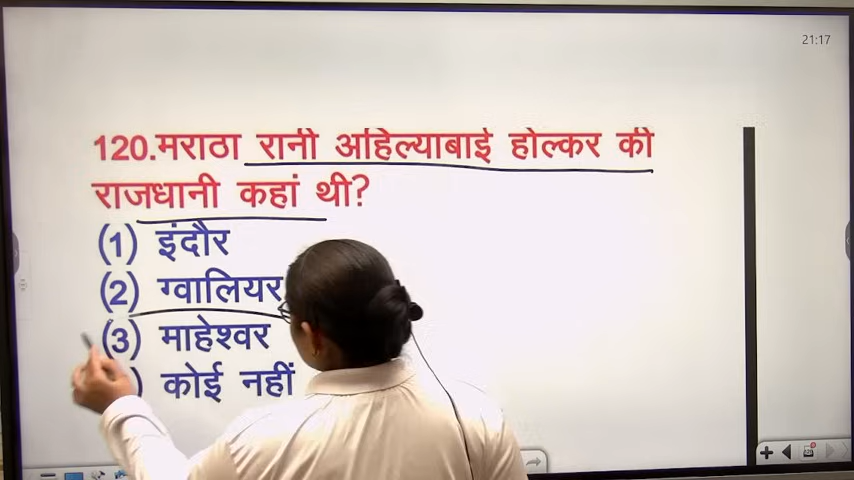 21:17
120.मराठा रानी अहिल्याबाई होल्कर की
राजधानी कहां थी?
(1) इंदौर
(2) ग्वालियर
(3) माहेश्वर
) कोई नहीं